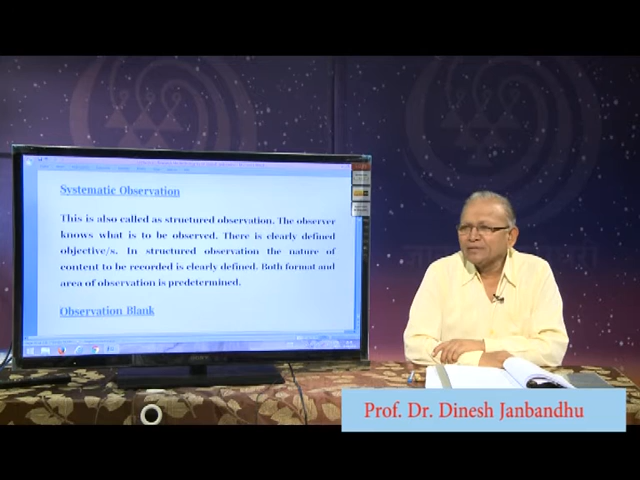 Systematic Observation
This is also called as structured observation. The observer
knows what is to be observed. There is clearly defined
objective/s. In structured observation the nature of
content to be recorded is clearly defined. Both format and
area of observation is predetermined.
Observation Blank
Prof. Dr. Dinesh Janbandhu